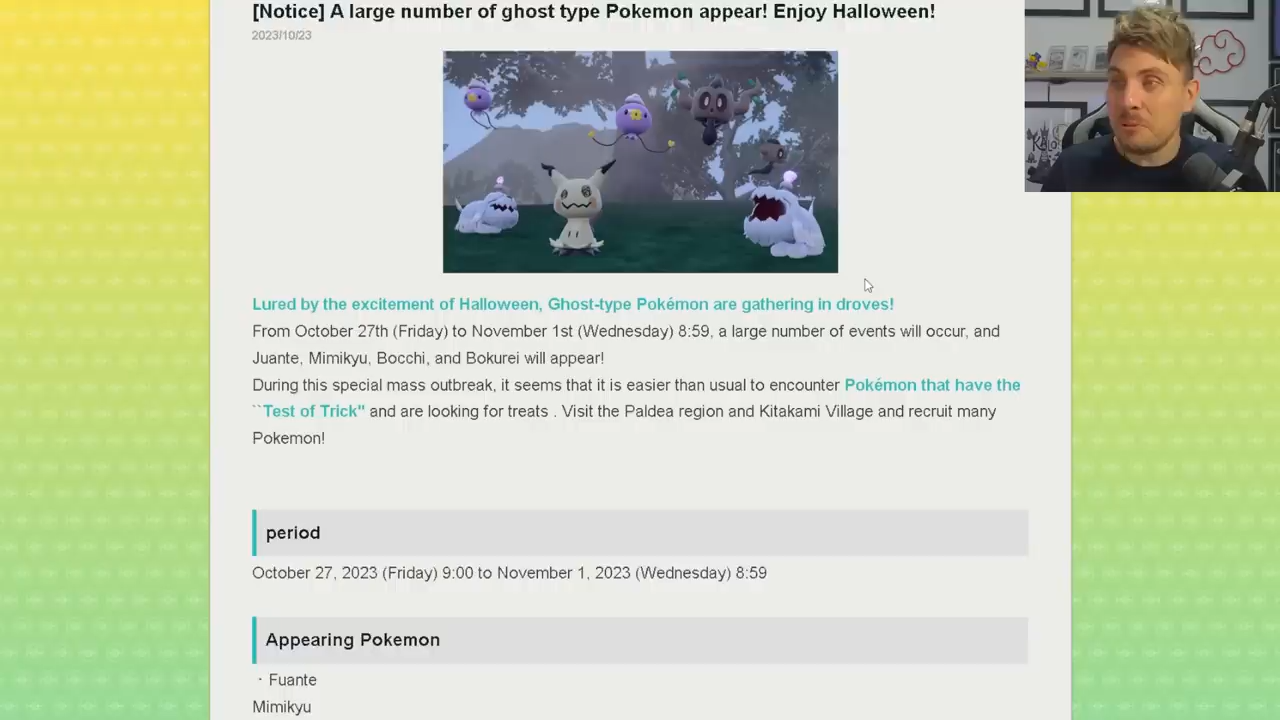 [Notice] A large number of ghost type Pokemon appear! Enjoy Halloween!
2023/10/23
Lured by the excitement of Halloween, Ghost-type Pokémon are gathering in droves!
From October 27th (Friday) to November 1st (Wednesday) 8:59, a large number of events will occur, and
Juante, Mimikyu, Bocchi, and Bokurei will appear!
During this special mass outbreak, it seems that it is easier than usual to encounter Pokémon that have the
``Test of Trick'' and are looking for treats . Visit the Paldea region and Kitakami Village and recruit many
Pokemon!
period
October 27, 2023 (Friday) 9:00 to November 1, 2023 (Wednesday) 8:59
Appearing Pokemon
・Fuante
Mimikyu